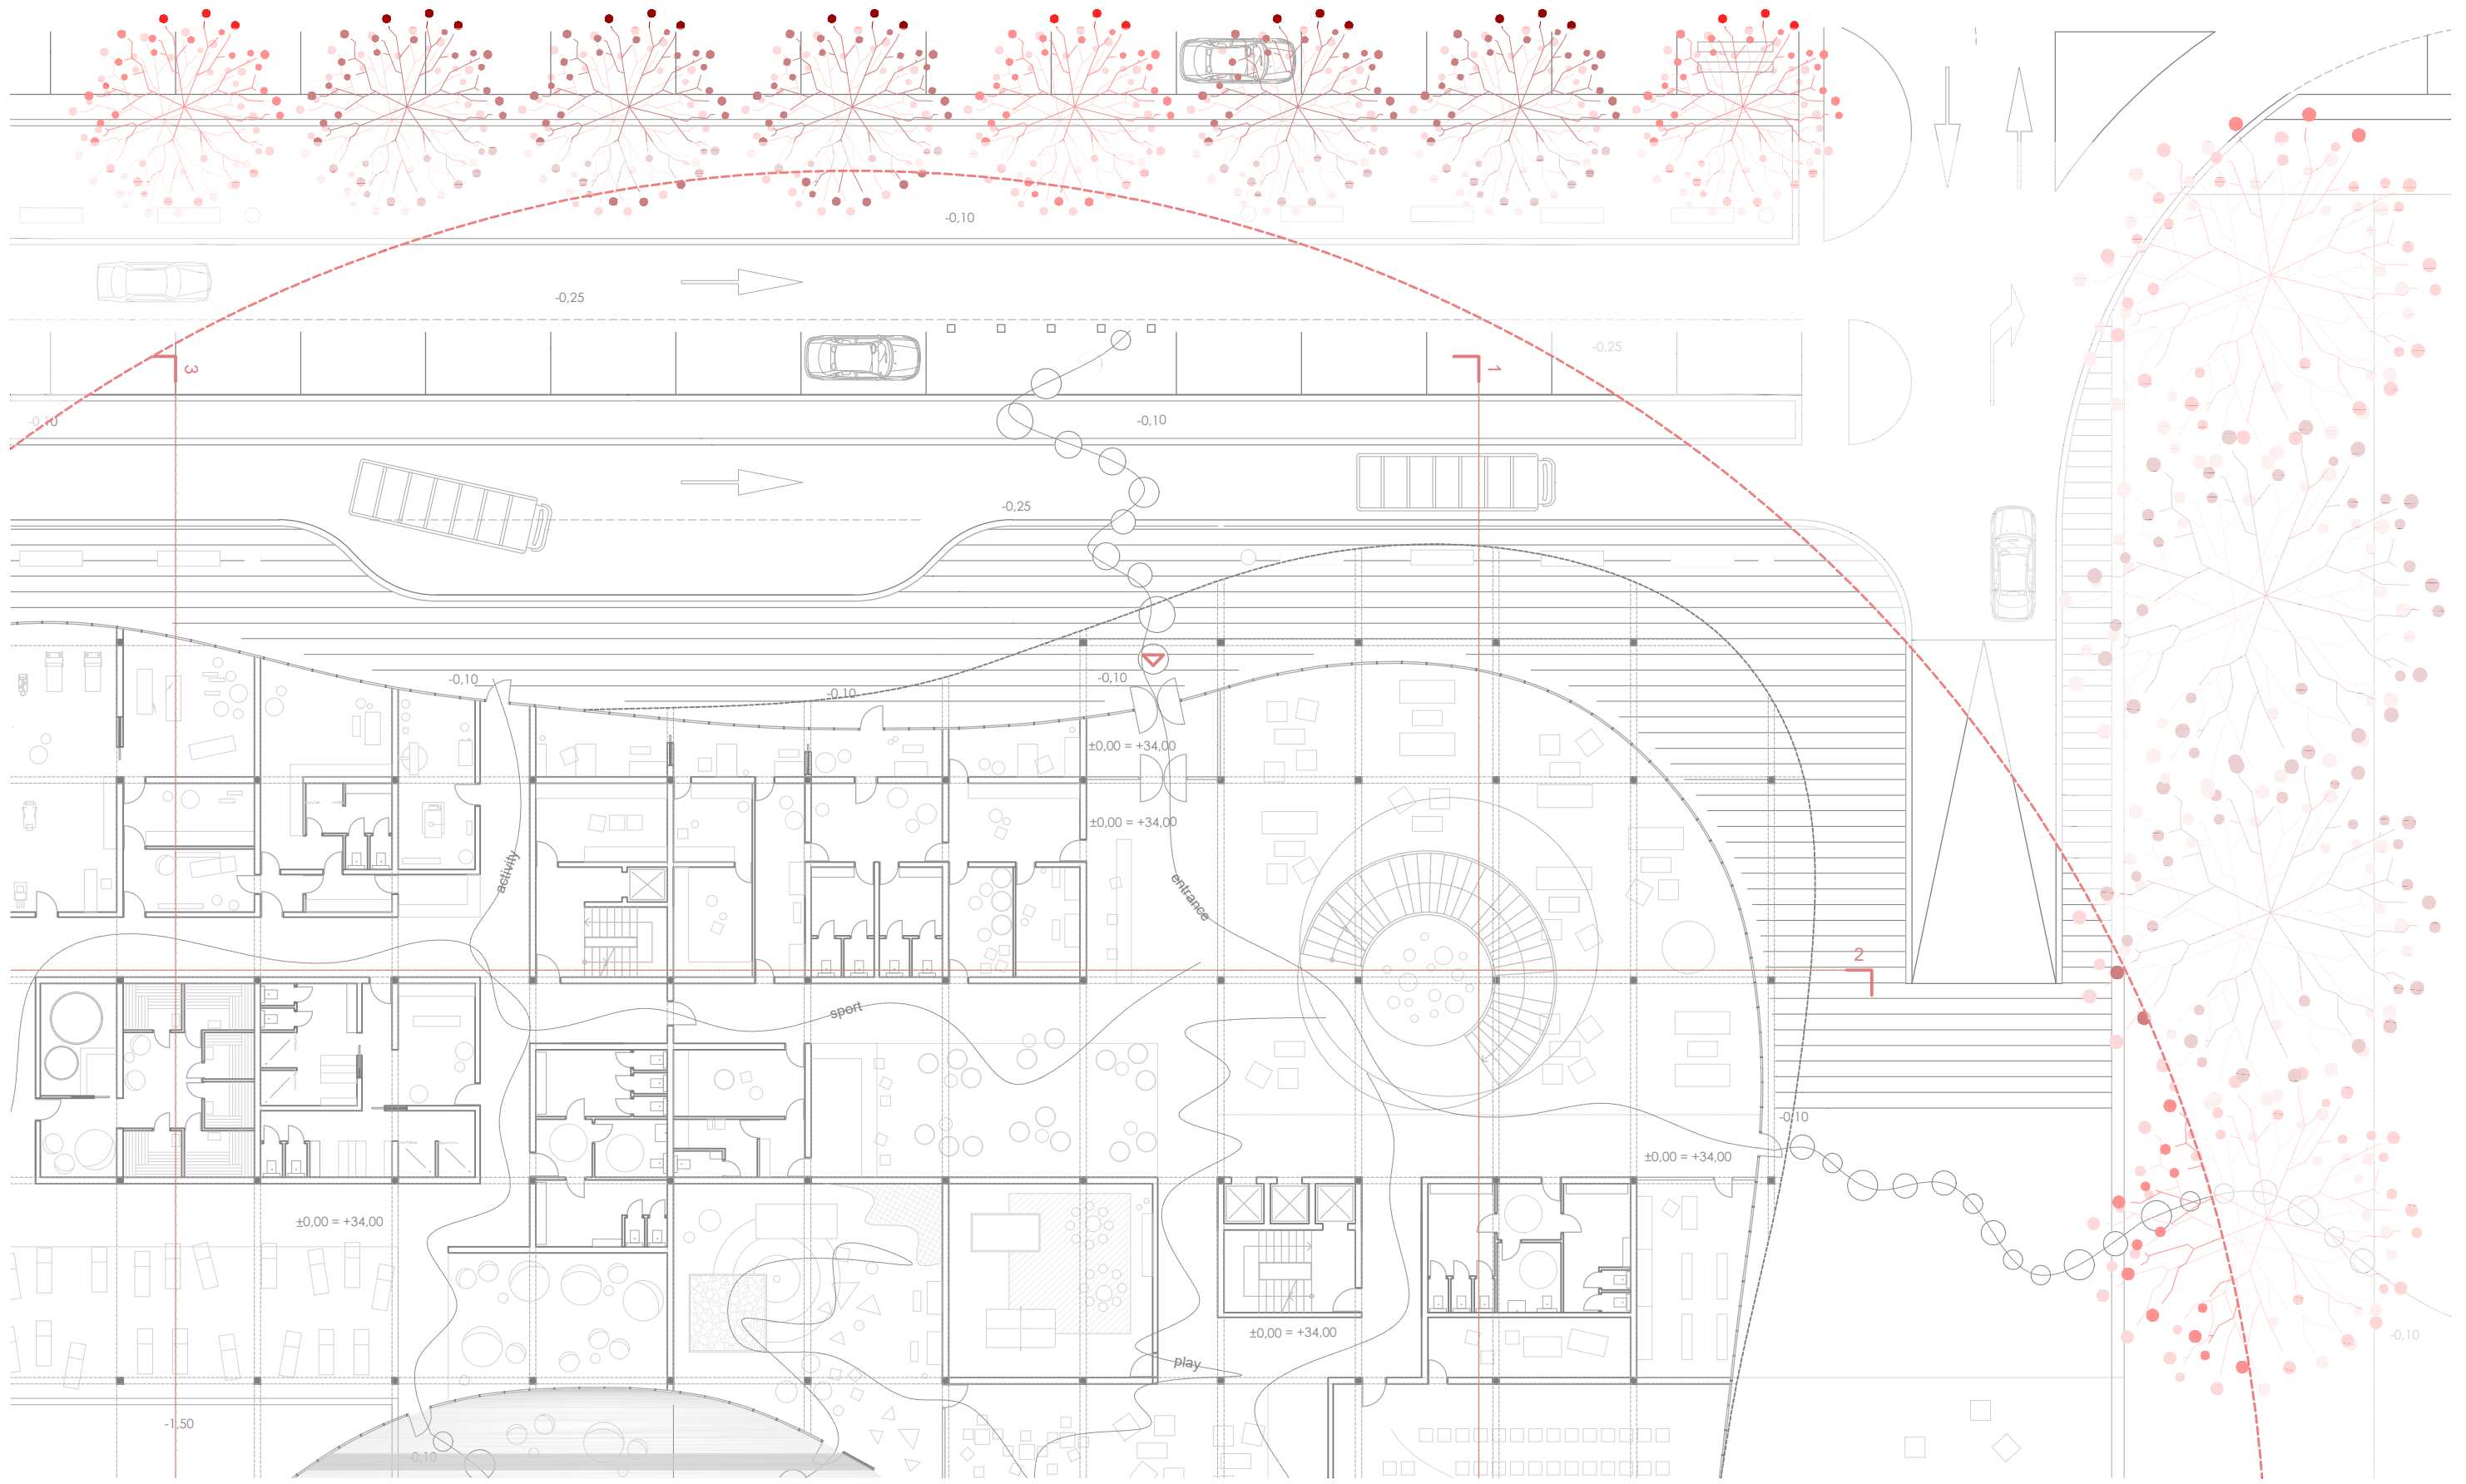 -0,10
-0,25
-0,25
3
1
-0,10
-0,10
-0,25
-0,10
-0,10
-0,10
±0,00 = +34,00
±0,00 = +34,00
activity
entrance
2
sport
-0,10
±0,00 = +34,00
±0,00 = +34,00
±0,00 = +34,00
-0,10
play
-1,50
-0.10